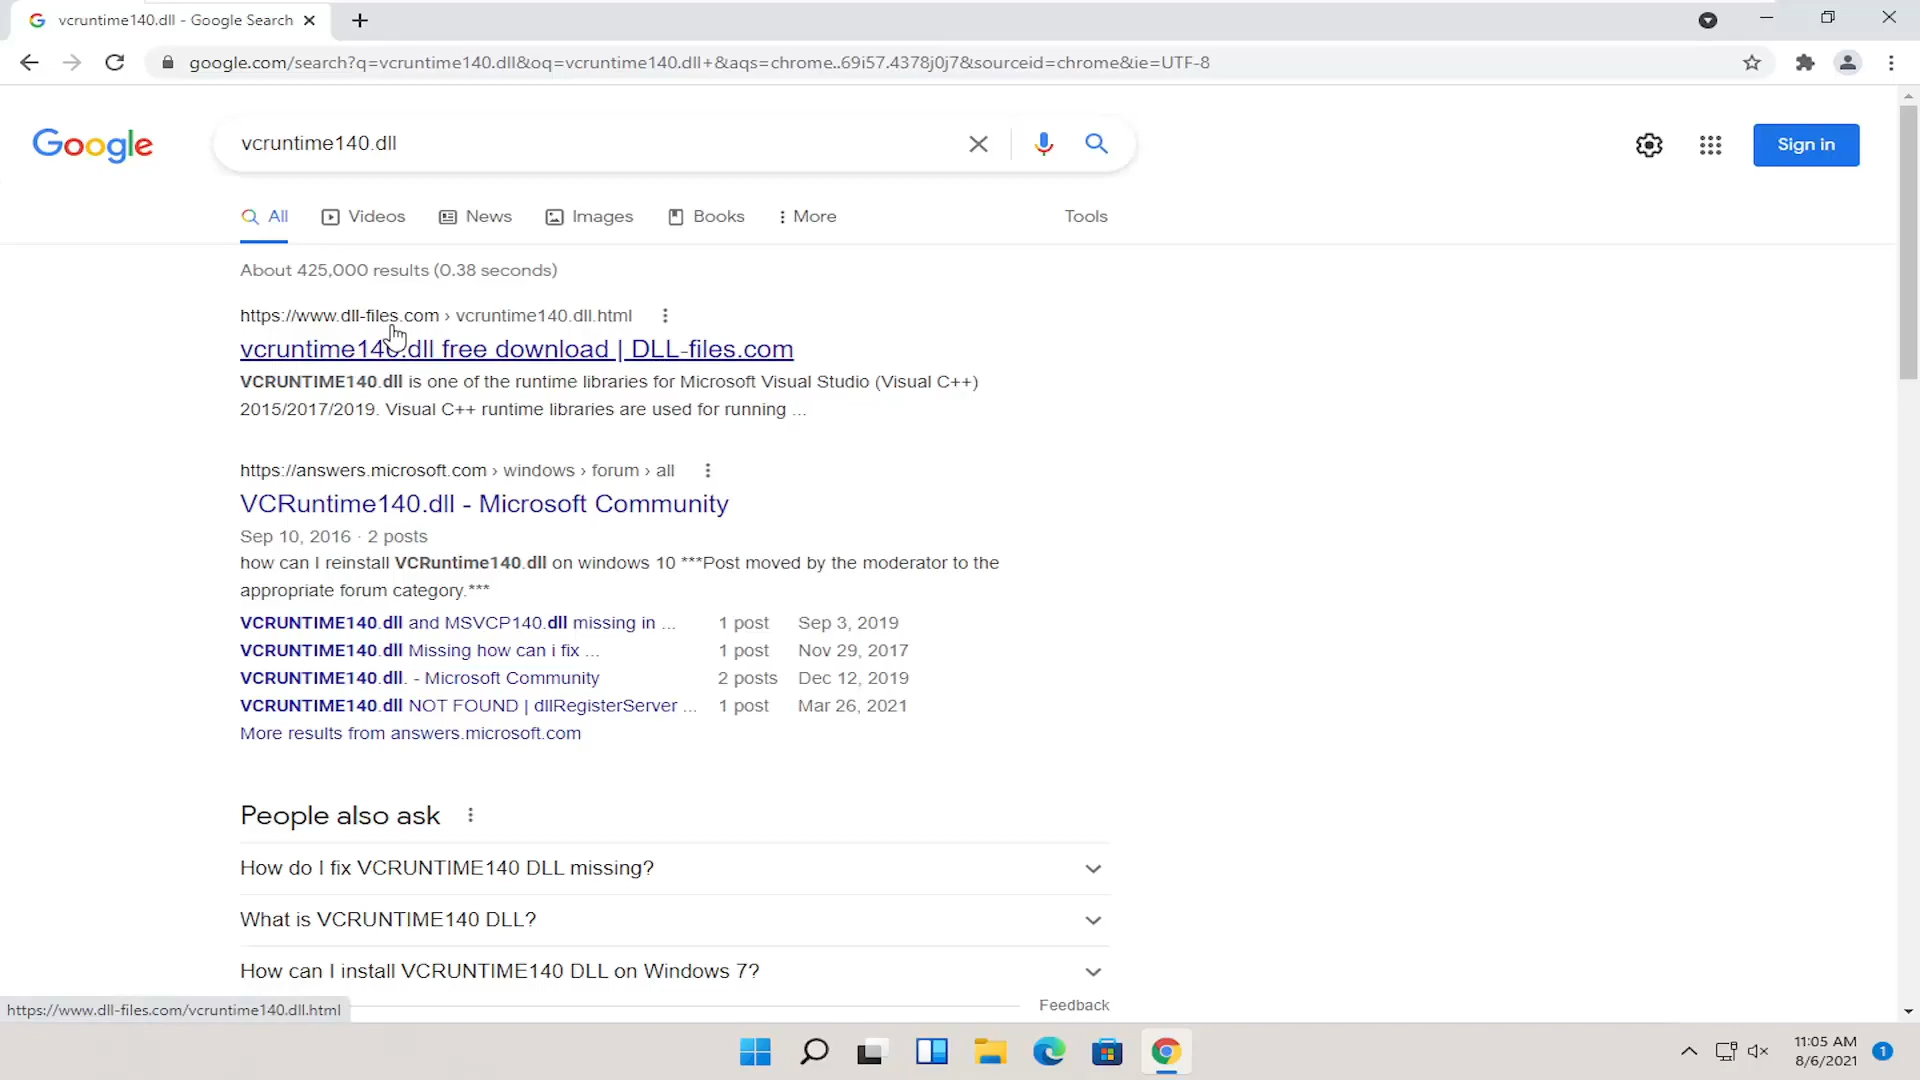 vcruntime140.dll - Google Search
google.com/search?q=vcruntime140.dll&oq=vcruntime140.dll+&aqs=chrome..69i57.4378j0j7&sourceid=chrome&ie=UTF-8
Google
vcruntime140.dll
Sign in
All Videos News Images Books More Tools
About 425,000 results (0.38 seconds)
https://www.dll-files.com › vcruntime140.dll.html
vcruntime140.dll free download | DLL-files.com
VCRUNTIME140.dll is one of the runtime libraries for Microsoft Visual Studio (Visual C++)
2015/2017/2019. Visual C++ runtime libraries are used for running ...
https://answers.microsoft.com › windows › forum › all
VCRuntime140.dll - Microsoft Community
Sep 10, 2016 · 2 posts
how can I reinstall VCRuntime140.dll on windows 10 ***Post moved by the moderator to the
appropriate forum category.***
VCRUNTIME140.dll and MSVCP140.dll missing in ... 1 post Sep 3, 2019
VCRUNTIME140.dll Missing how can i fix ... 1 post Nov 29, 2017
VCRUNTIME140.dll. - Microsoft Community 2 posts Dec 12, 2019
VCRUNTIME140.dll NOT FOUND | dllRegisterServer ... 1 post Mar 26, 2021
More results from answers.microsoft.com
People also ask
How do I fix VCRUNTIME140 DLL missing?
What is VCRUNTIME140 DLL?
How can I install VCRUNTIME140 DLL on Windows 7?
Feedback
https://www.dll-files.com/vcruntime140.dll.html
11:05 AM
8/6/2021
1